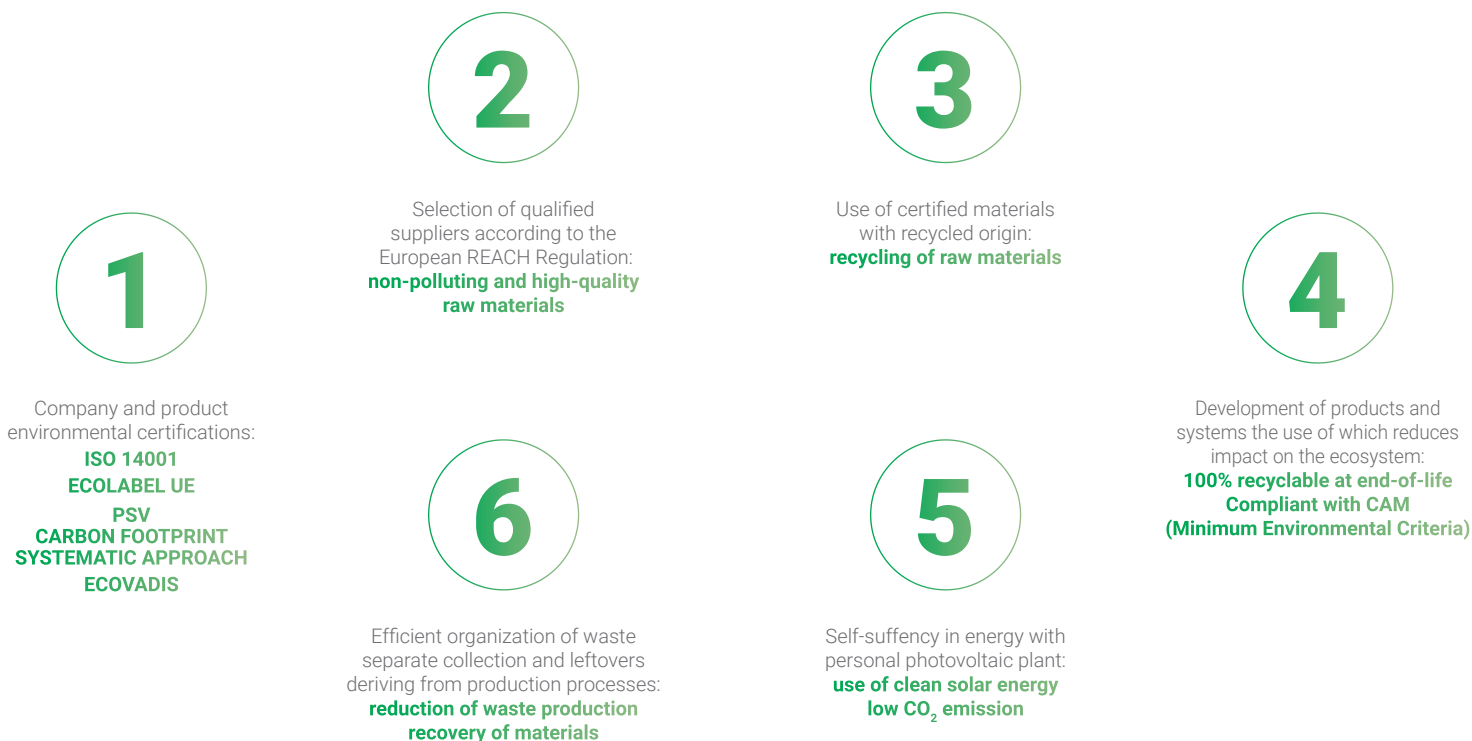 1
Company and product
environmental certifications:
ISO 14001
ECOLABEL UE
PSV
CARBON FOOTPRINT
SYSTEMATIC APPROACH
ECOVADIS
2
Selection of qualified
suppliers according to the
European REACH Regulation:
non-polluting and high-quality
raw materials
3
Use of certified materials
with recycled origin:
recycling of raw materials
4
Development of products and
systems the use of which reduces
impact on the ecosystem:
100% recyclable at end-of-life
Compliant with CAM
(Minimum Environmental Criteria)
5
Self-suffency in energy with
personal photovoltaic plant:
use of clean solar energy
low CO₂ emission
6
Efficient organization of waste
separate collection and leftovers
deriving from production processes:
reduction of waste production
recovery of materials